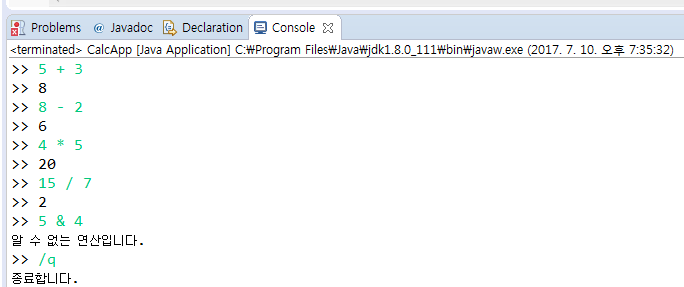 Problems @ Javadoc Declaration Console
<terminated> CalcApp [Java Application] C:₩Program Files₩Java₩jdk1.8.0_111₩bin₩javaw.exe (2017. 7. 10. 오후 7:35:32)
>> 5 + 3
>> 8
>> 8 - 2
>> 6
>> 4 * 5
>> 20
>> 15 / 7
>> 2
>> 5 & 4
알 수 없는 연산입니다.
>> /q
종료합니다.